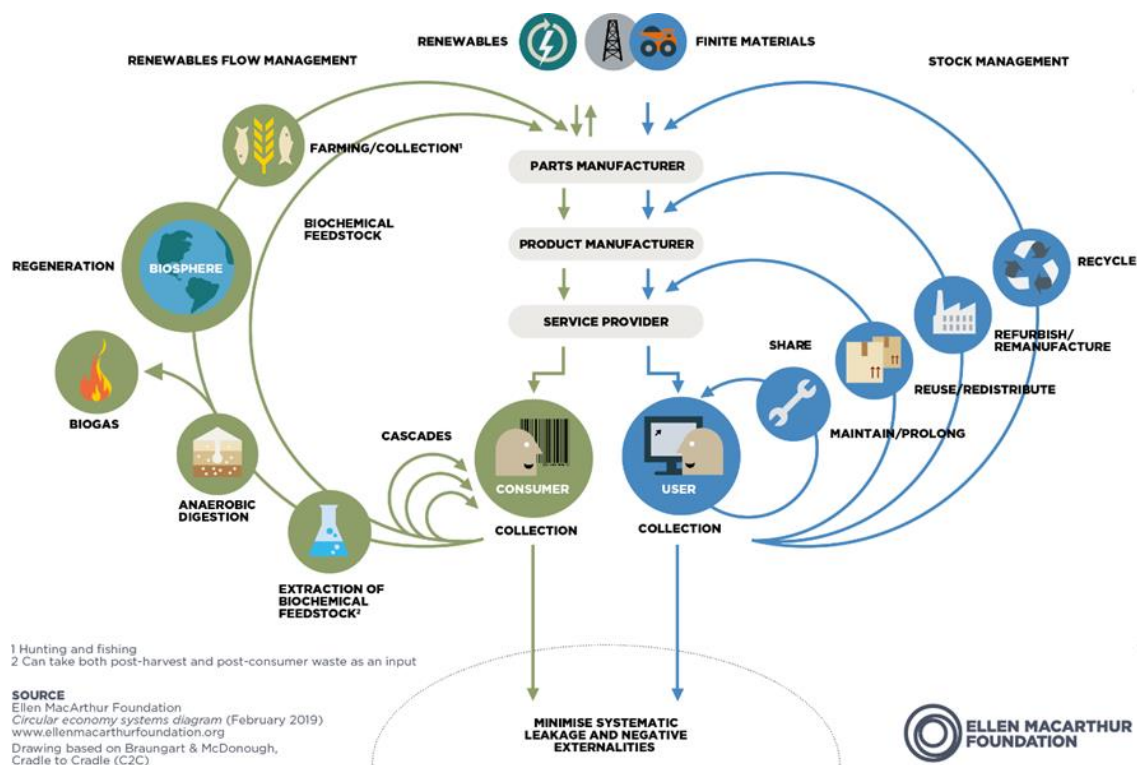 RENEWABLES
FINITE MATERIALS
RENEWABLES FLOW MANAGEMENT
STOCK MANAGEMENT
FARMING/COLLECTION¹
PARTS MANUFACTURER
BIOCHEMICAL
FEEDSTOCK
PRODUCT MANUFACTURER
REGENERATION
BIOSPHERE
RECYCLE
SERVICE PROVIDER
REFURBISH/
REMANUFACTURE
SHARE
REUSE/REDISTRIBUTE
BIOGAS
CASCADES
MAINTAIN/PROLONG
CONSUMER
USER
ANAEROBIC
DIGESTION
COLLECTION
COLLECTION
EXTRACTION OF
BIOCHEMICAL
FEEDSTOCK²
1 Hunting and fishing
2 Can take both post-harvest and post-consumer waste as an input
SOURCE
Ellen MacArthur Foundation
Circular economy systems diagram (February 2019)
www.ellenmacarthurfoundation.org
Drawing based on Braungart & McDonough,
Cradle to Cradle (C2C)
MINIMISE SYSTEMATIC
LEAKAGE AND NEGATIVE
EXTERNALITIES
ELLEN MACARTHUR
FOUNDATION